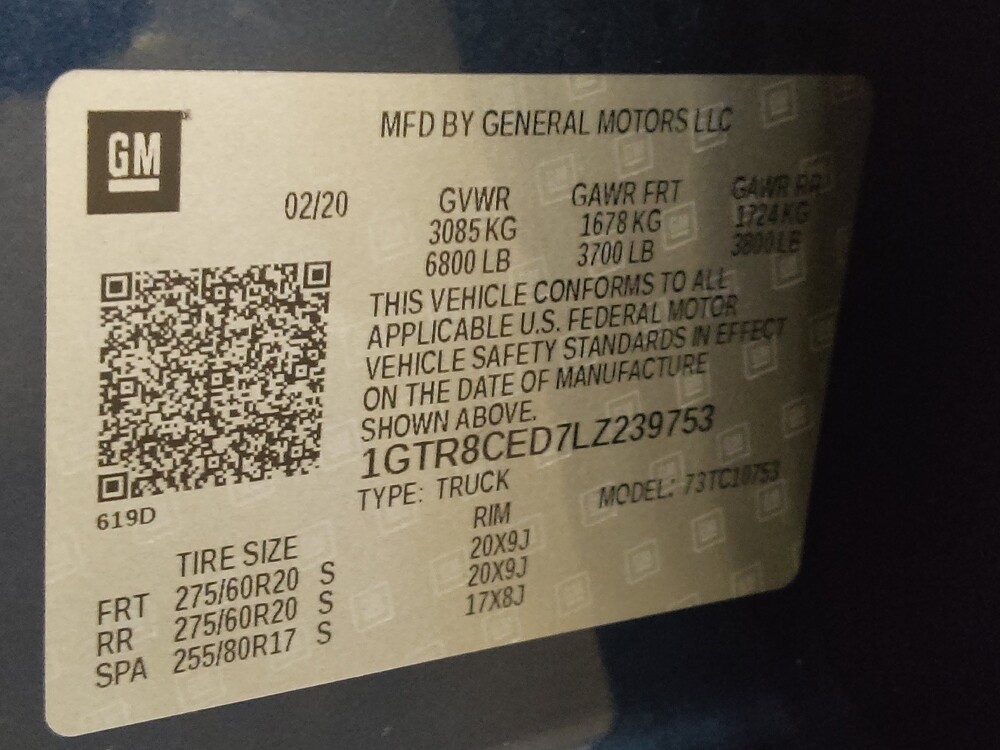 GM
MFD BY GENERAL MOTORS LLC
02/20 GVWR GAWR FRT GAWR RR
3085 KG 1678 KG 1724 KG
6800 LB 3700 LB 3800 LB
THIS VEHICLE CONFORMS TO ALL
APPLICABLE U.S. FEDERAL MOTOR
VEHICLE SAFETY STANDARDS IN EFFECT
ON THE DATE OF MANUFACTURE
SHOWN ABOVE.
1GTR8CED7LZ239753
TYPE: TRUCK MODEL: 73TC10753
619D
TIRE SIZE RIM
FRT 275/60R20 S 20X9J
RR 275/60R20 S 20X9J
SPA 255/80R17 S 17X8J